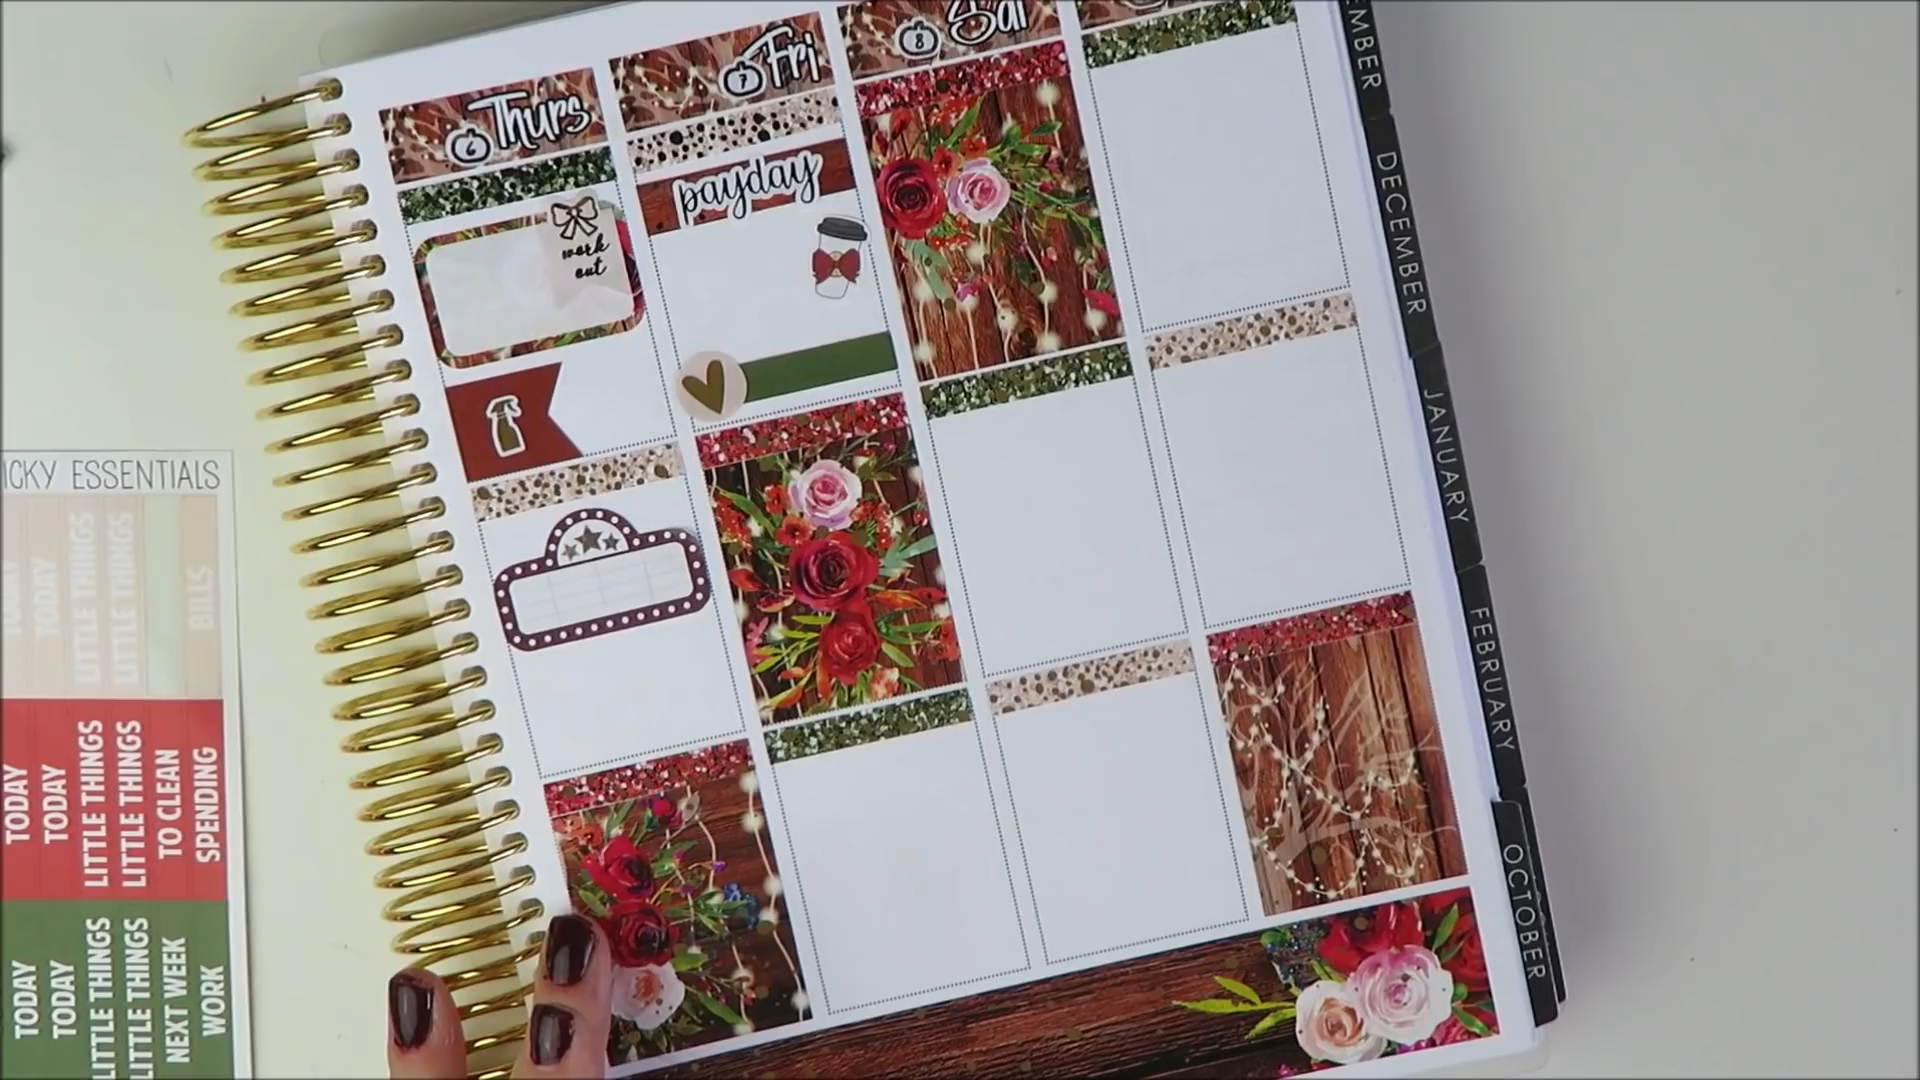 6 Thurs
7 Fri
8 Sat
payday
work
out
DECEMBER
JANUARY
FEBRUARY
OCTOBER
ICKY ESSENTIALS
TODAY
LITTLE THINGS
LITTLE THINGS
BILLS
TODAY
TODAY
LITTLE THINGS
LITTLE THINGS
TO CLEAN
SPENDING
TODAY
TODAY
LITTLE THINGS
LITTLE THINGS
NEXT WEEK
WORK